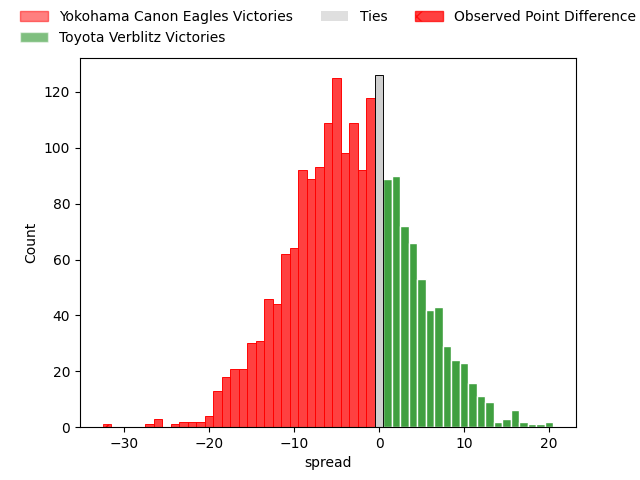 Yokohama Canon Eagles Victories
Toyota Verblitz Victories
Ties
Observed Point Difference
120
100
80
60
40
20
0
Count
−30 −20 −10 0 10 20
spread